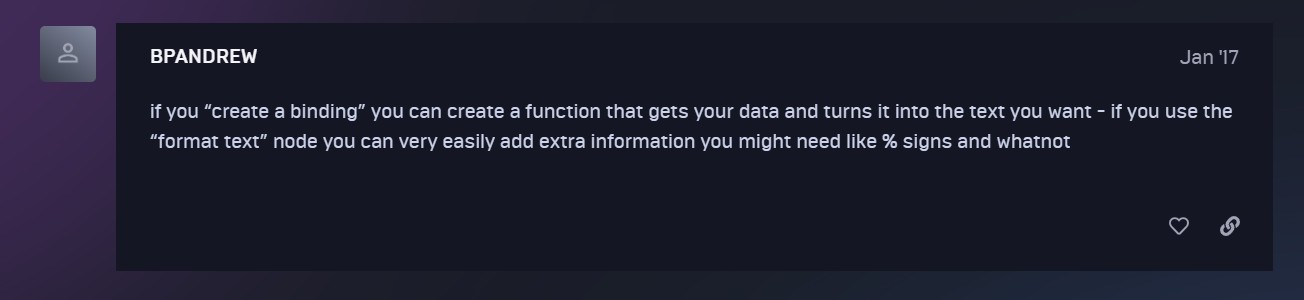 BPANDREW
Jan '17
if you “create a binding” you can create a function that gets your data and turns it into the text you want - if you use the
“format text” node you can very easily add extra information you might need like % signs and whatnot